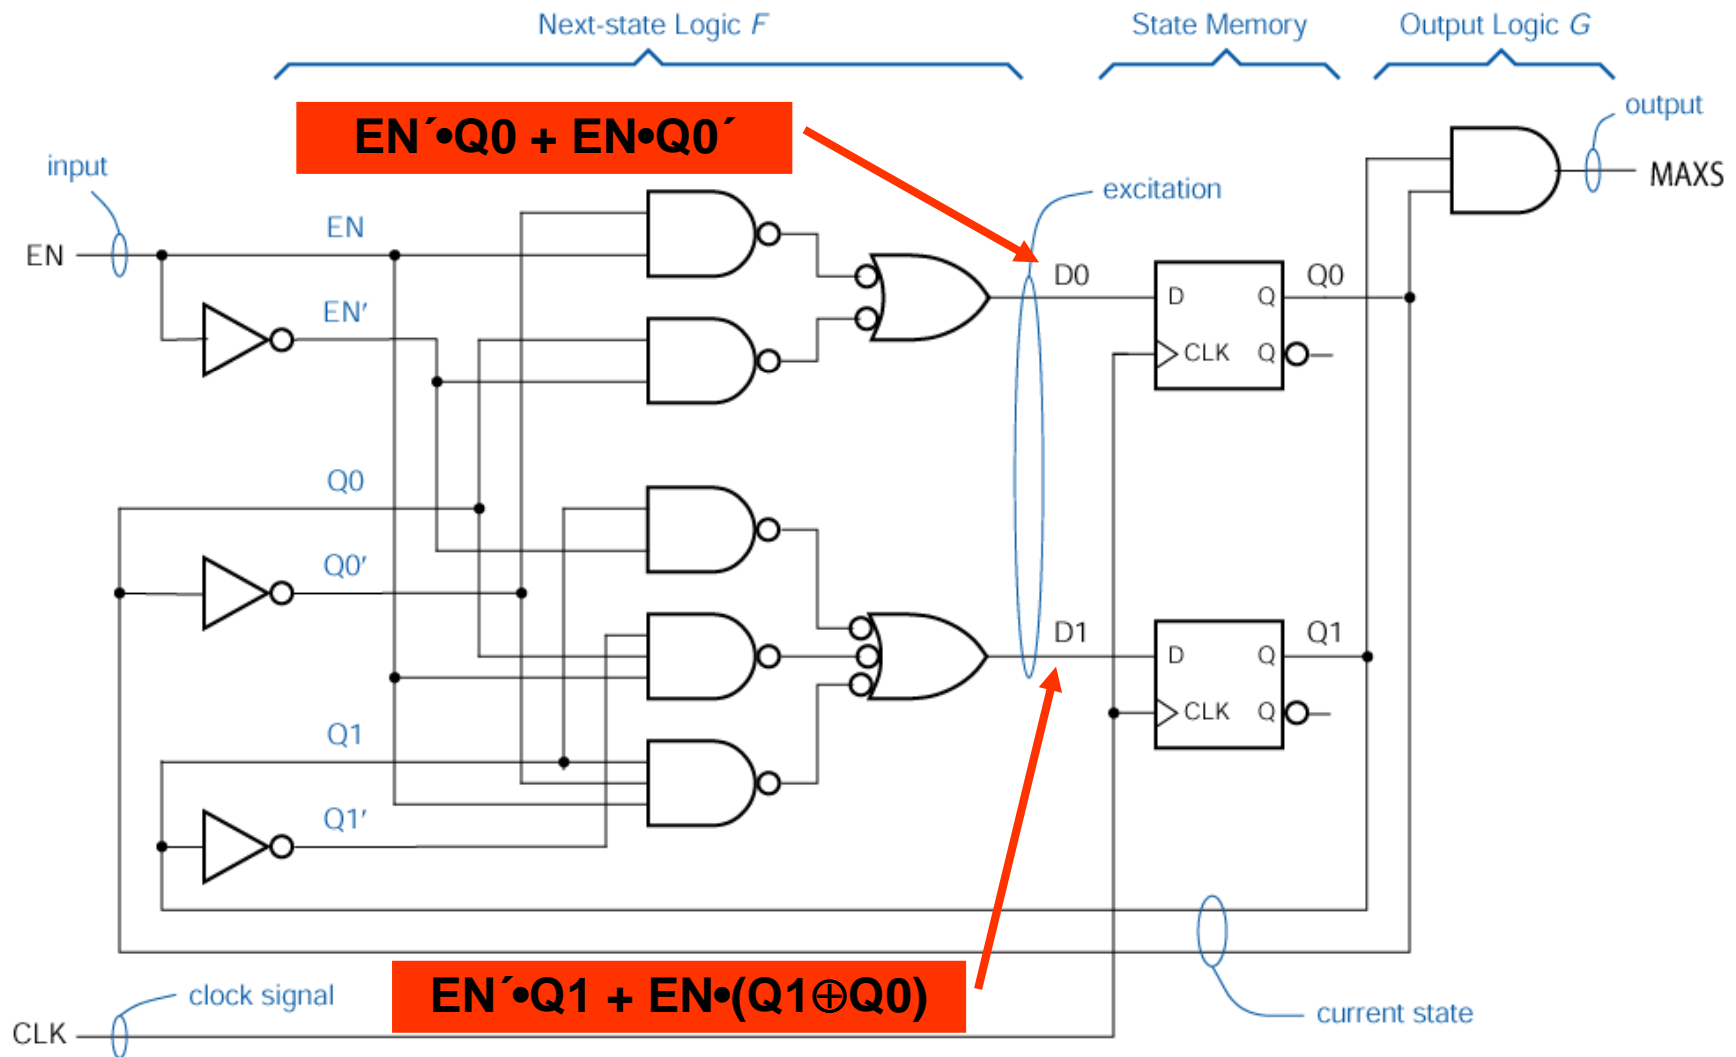 Next-state Logic F
State Memory
Output Logic G
EN´•Q0 + EN•Q0´
output
input
MAXS
excitation
EN
EN
D0
Q0
EN′
D
Q
CLK
Q
Q0
Q0′
D1
Q1
D
Q
CLK
Q
Q1
Q1′
EN´•Q1 + EN•(Q1⊕Q0)
clock signal
current state
CLK